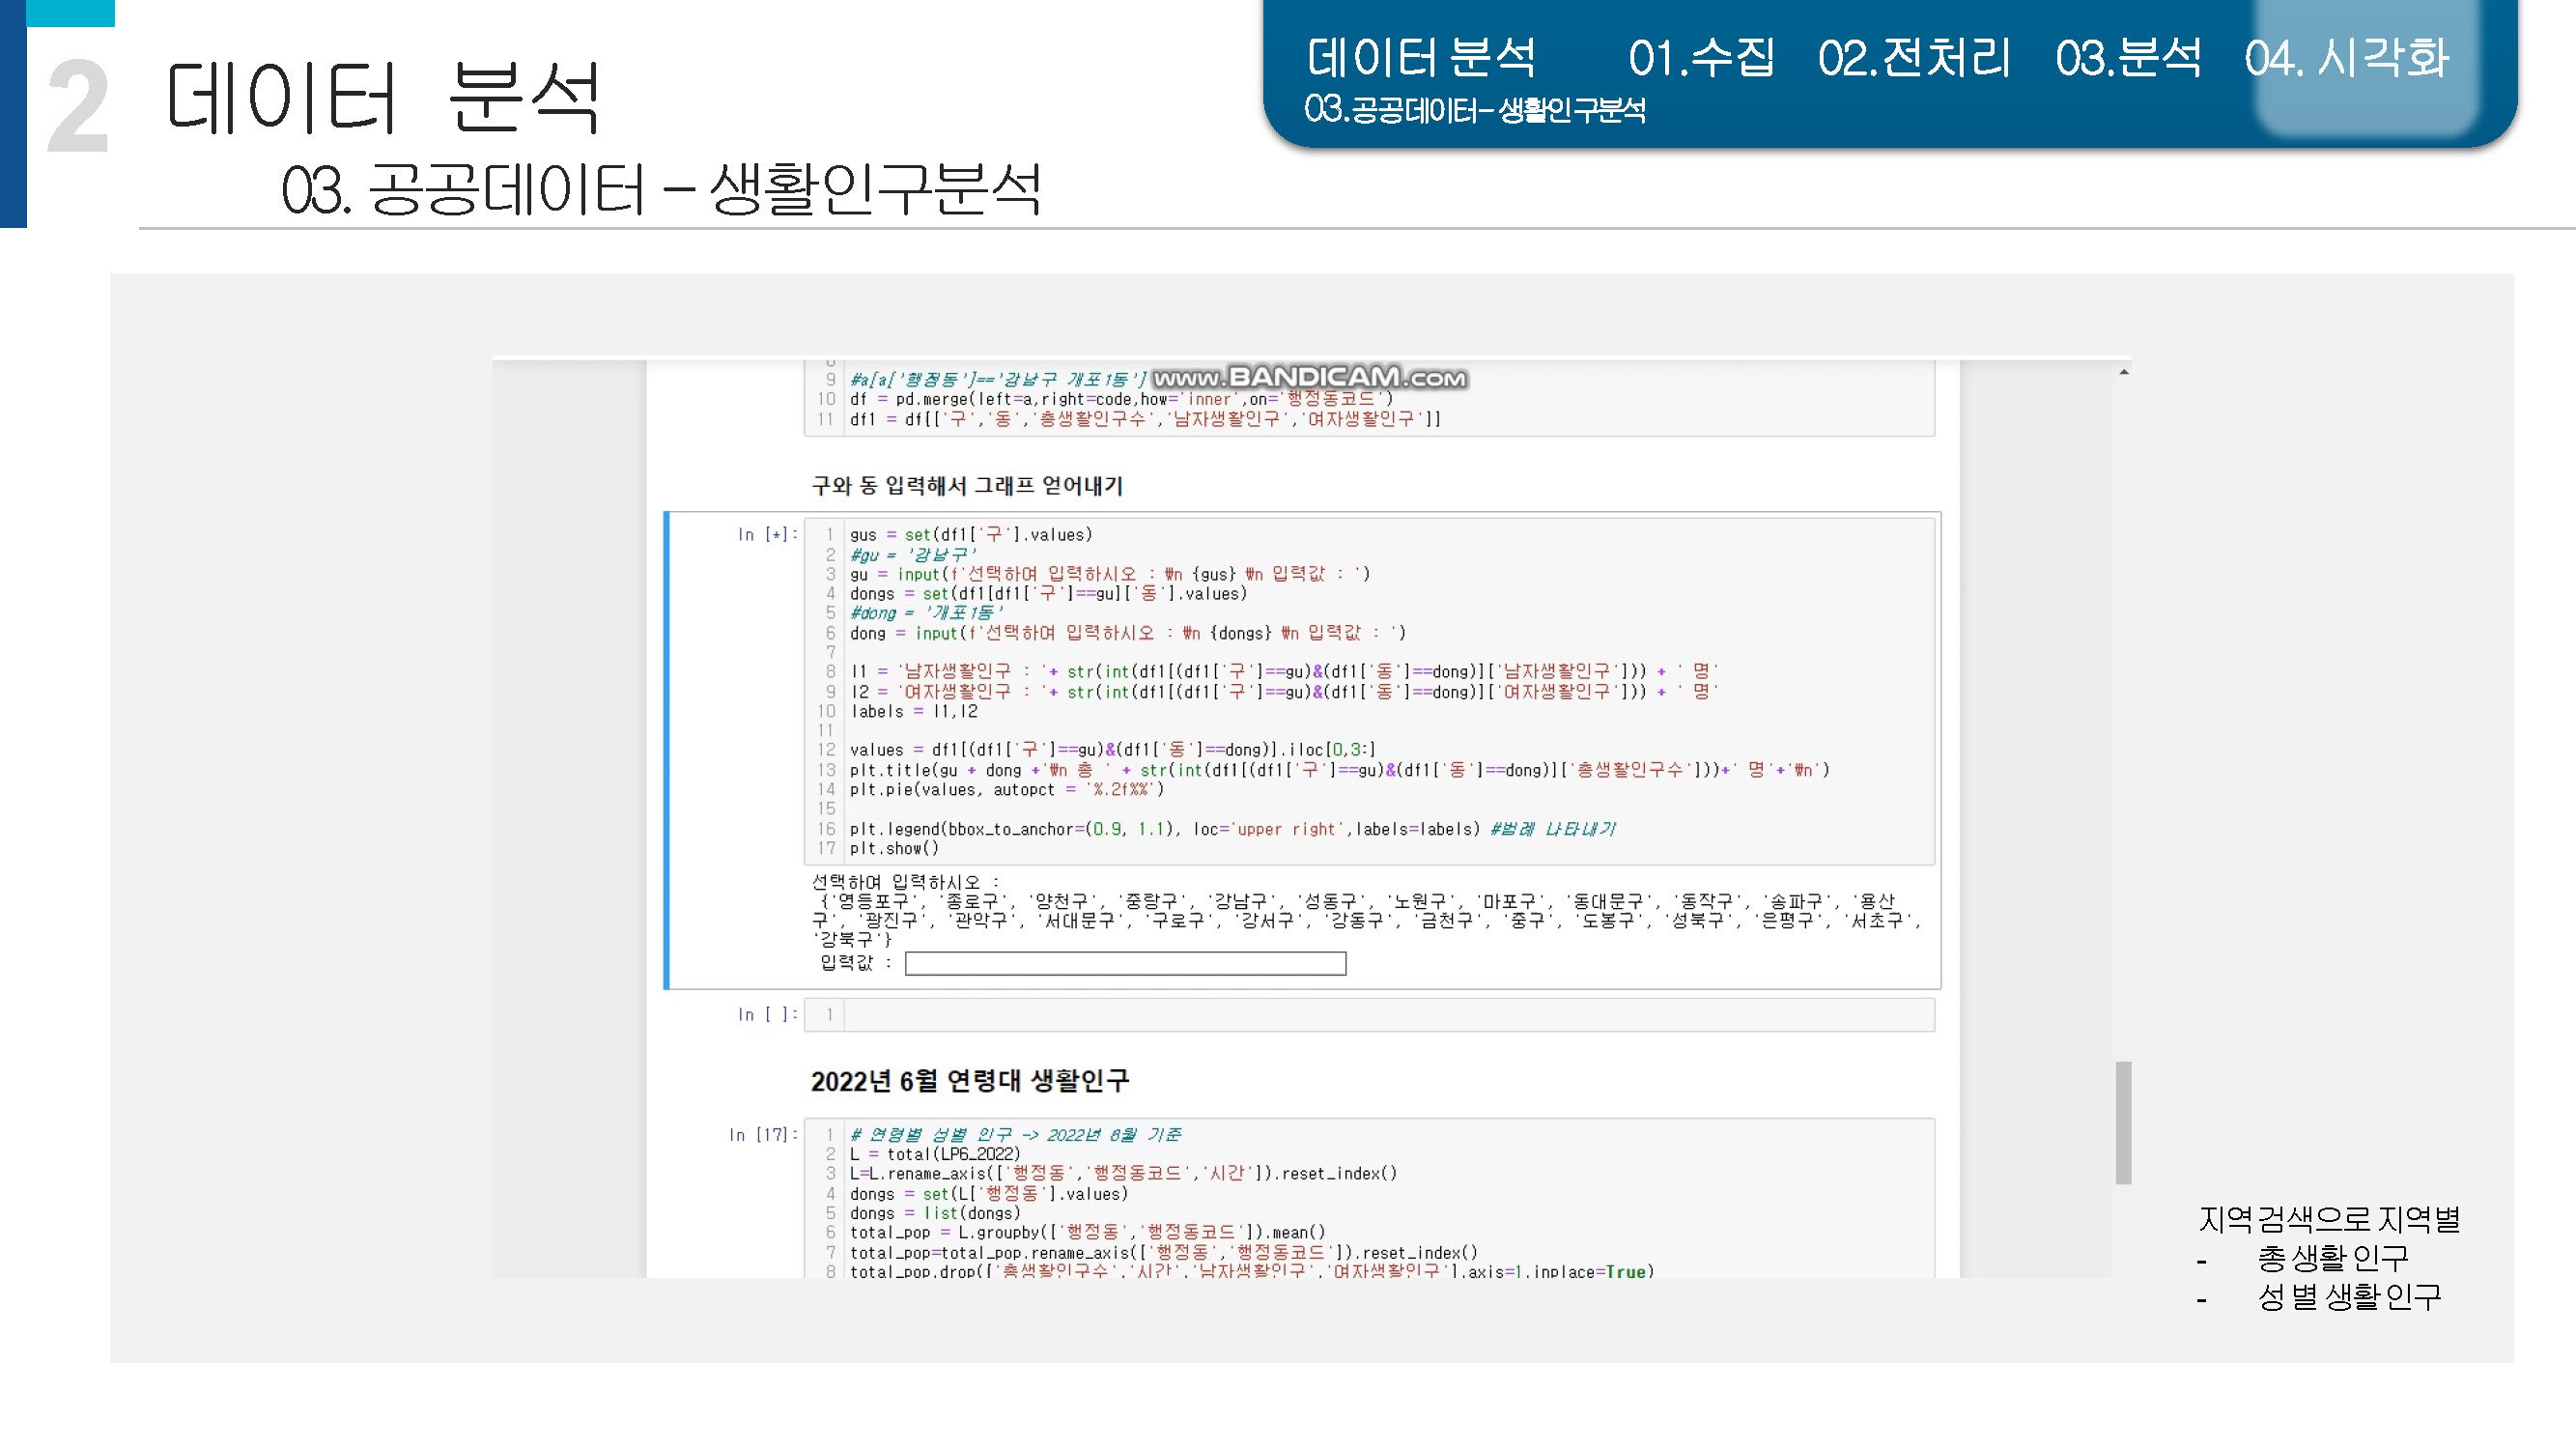 2
데이터 분석
03. 공공데이터 – 생활인구분석
데이터 분석 01.수집 02.전처리 03.분석 04. 시각화
03.공공데이터– 생활인구분석
www.BANDICAM.com
9 #a[a['행정동']=='강남구 개포1동']
10 df = pd.merge(left=a,right=code,how='inner',on='행정동코드')
11 df1 = df[['구','동','총생활인구수','남자생활인구','여자생활인구']]
구와 동 입력해서 그래프 얻어내기
In [*]:
1 gus = set(df1['구'].values)
2 #gu = '강남구'
3 gu = input(f'선택하여 입력하시오 : ₩n {gus} ₩n 입력값 : ')
4 dongs = set(df1[df1['구']==gu]['동'].values)
5 #dong = '개포1동'
6 dong = input(f'선택하여 입력하시오 : ₩n {dongs} ₩n 입력값 : ')
7
8 l1 = '남자생활인구 : '+ str(int(df1[(df1['구']==gu)&(df1['동']==dong)]['남자생활인구'])) + ' 명'
9 l2 = '여자생활인구 : '+ str(int(df1[(df1['구']==gu)&(df1['동']==dong)]['여자생활인구'])) + ' 명'
10 labels = l1,l2
11
12 values = df1[(df1['구']==gu)&(df1['동']==dong)].iloc[0,3:]
13 plt.title(gu + dong +'₩n 총 ' + str(int(df1[(df1['구']==gu)&(df1['동']==dong)]['총생활인구수']))+' 명'+'₩n')
14 plt.pie(values, autopct = '%.2f%%')
15
16 plt.legend(bbox_to_anchor=(0.9, 1.1), loc='upper right',labels=labels) #범례 나타내기
17 plt.show()
선택하여 입력하시오 :
{'영등포구', '종로구', '양천구', '중랑구', '강남구', '성동구', '노원구', '마포구', '동대문구', '동작구', '송파구', '용산
구', '광진구', '관악구', '서대문구', '구로구', '강서구', '강동구', '금천구', '중구', '도봉구', '성북구', '은평구', '서초구',
'강북구'}
입력값 :
In [ ]: 1
2022년 6월 연령대 생활인구
In [17]:
1 # 연령별 성별 인구 -> 2022년 6월 기준
2 L = total(LP6_2022)
3 L=L.rename_axis(['행정동','행정동코드','시간']).reset_index()
4 dongs = set(L['행정동'].values)
5 dongs = list(dongs)
6 total_pop = L.groupby(['행정동','행정동코드']).mean()
7 total_pop=total_pop.rename_axis(['행정동','행정동코드']).reset_index()
8 total_pop.drop(['총생활인구수','시간','남자생활인구','여자생활인구'],axis=1,inplace=True)
지역 검색으로 지역별
- 총 생활 인구
- 성별 생활 인구